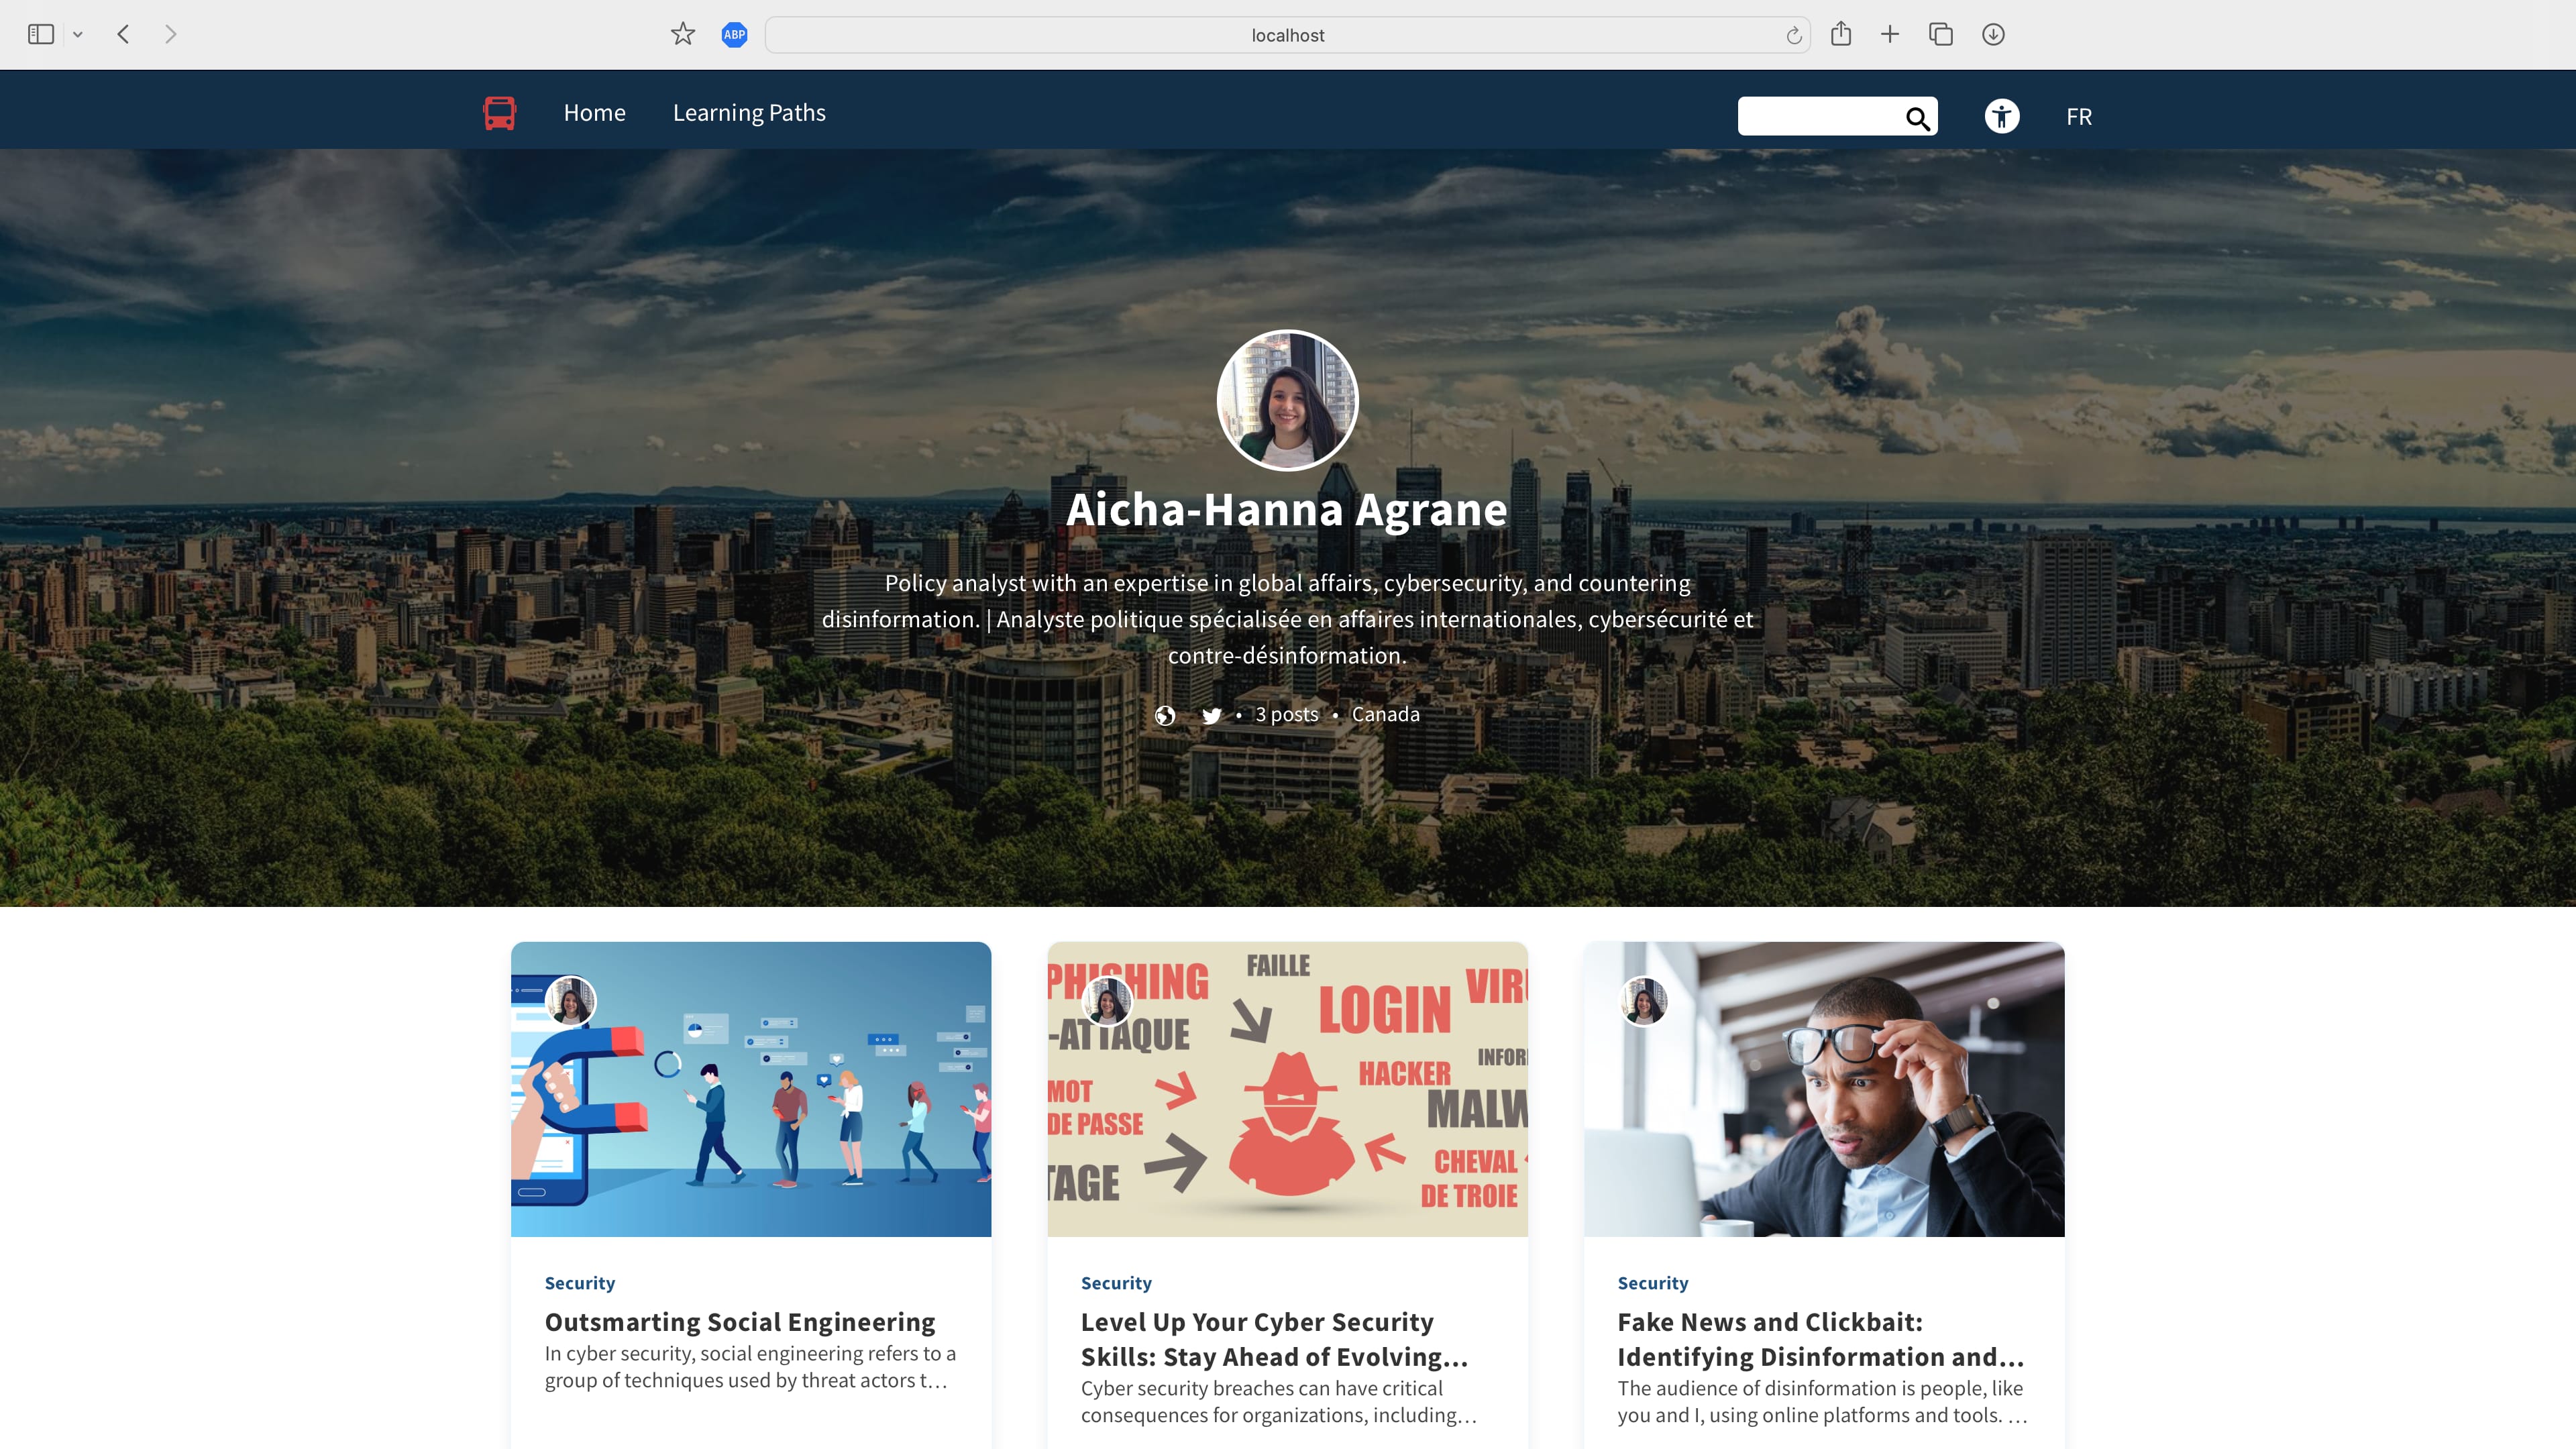 ABP
localhost
Home
Learning Paths
FR
Aicha-Hanna Agrane
Policy analyst with an expertise in global affairs, cybersecurity, and countering
disinformation. | Analyste politique spécialisée en affaires internationales, cybersécurité et
contre-désinformation.
• 3 posts • Canada
PHISHING
FAILLE
LOGIN
VIRU
-ATTAQUE
HACKER
INFOR
MOT
DE PASSE
MALW
TAGE
CHEVAL
DE TROIE
Security
Outsmarting Social Engineering
In cyber security, social engineering refers to a
group of techniques used by threat actors t…
Security
Level Up Your Cyber Security
Skills: Stay Ahead of Evolving…
Cyber security breaches can have critical
consequences for organizations, including…
Security
Fake News and Clickbait:
Identifying Disinformation and…
The audience of disinformation is people, like
you and I, using online platforms and tools. …